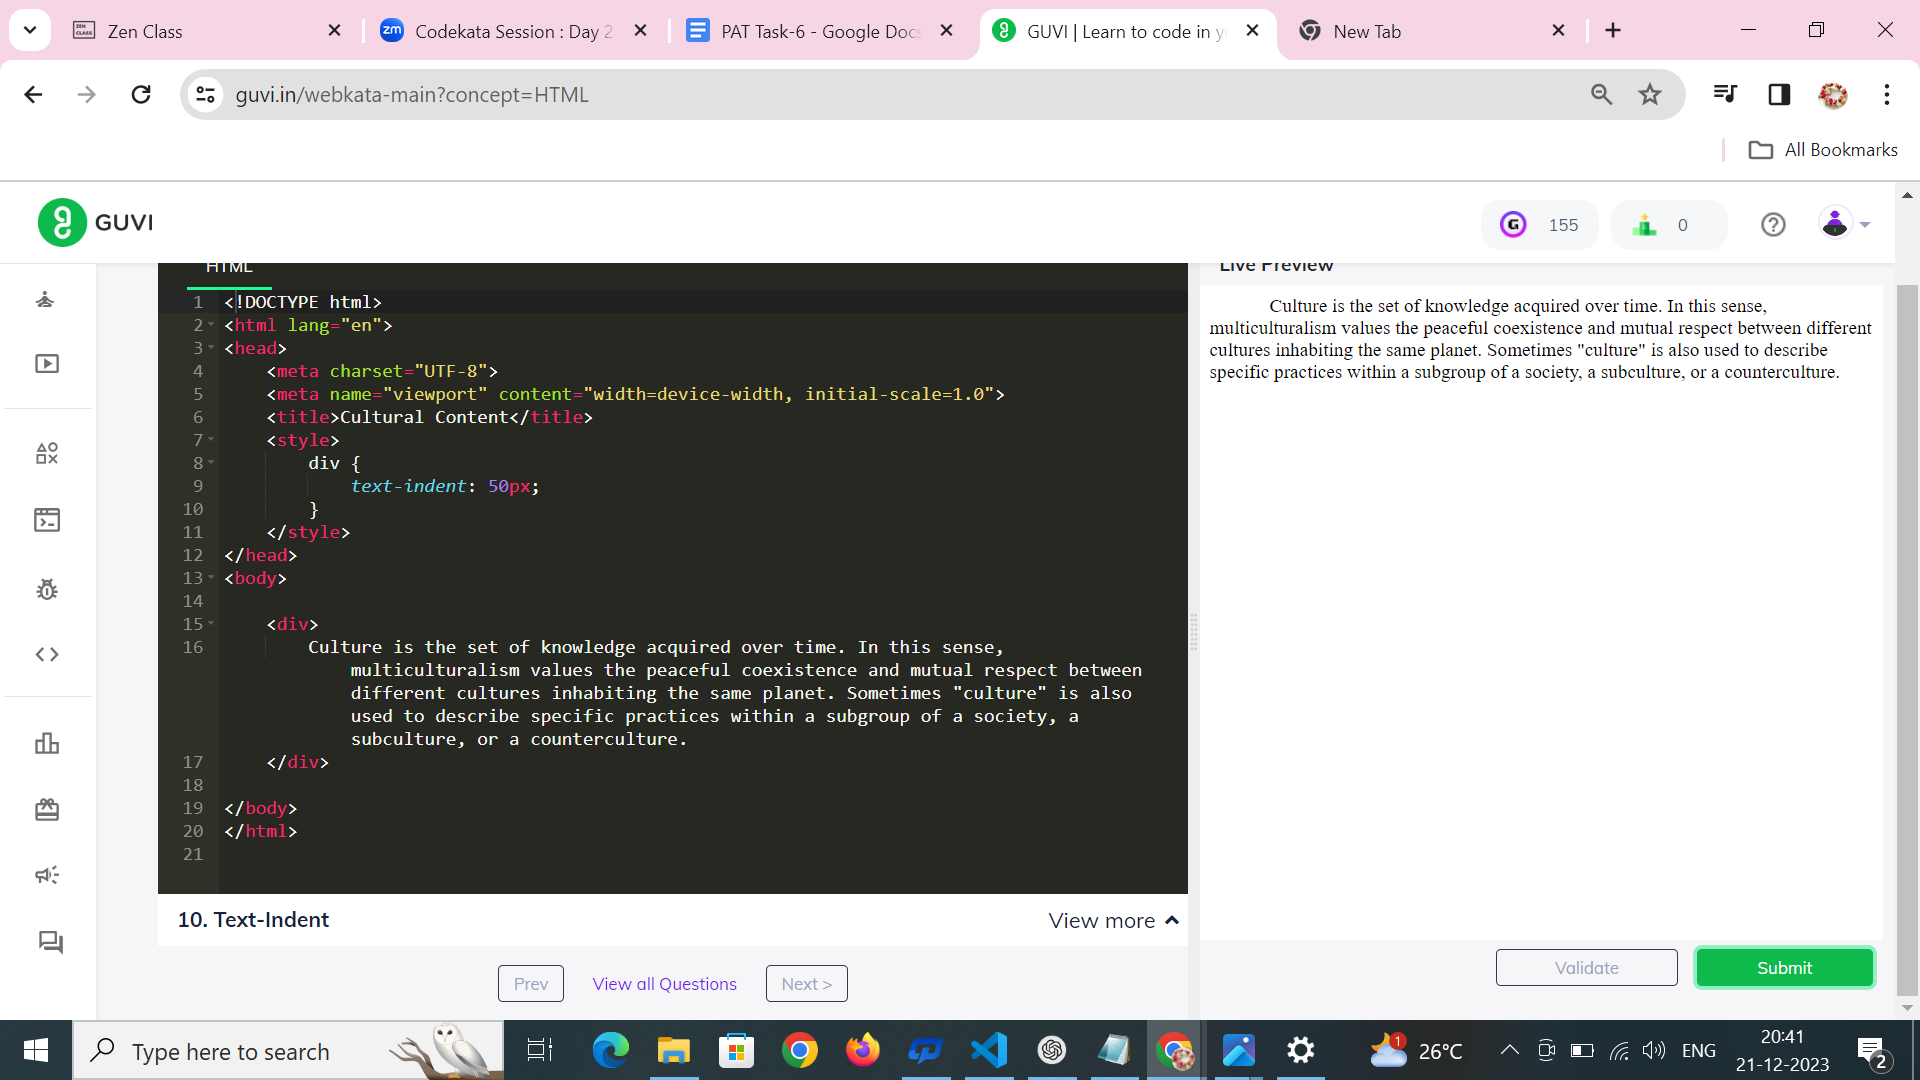 Zen Class
zm
Codekata Session : Day 2
PAT Task-6 - Google Docs
GUVI | Learn to code in y
New Tab
guvi.in/webkata-main?concept=HTML
All Bookmarks
GUVI
G 155
0
HTML
Live Preview
1 <!DOCTYPE html>
2 <html lang="en">
3 <head>
4 <meta charset="UTF-8">
5 <meta name="viewport" content="width=device-width, initial-scale=1.0">
6 <title>Cultural Content</title>
7 <style>
8 div {
9 text-indent: 50px;
10 }
11 </style>
12 </head>
13 <body>
14
15 <div>
16 Culture is the set of knowledge acquired over time. In this sense,
multiculturalism values the peaceful coexistence and mutual respect between
different cultures inhabiting the same planet. Sometimes "culture" is also
used to describe specific practices within a subgroup of a society, a
subculture, or a counterculture.
17 </div>
18
19 </body>
20 </html>
21
Culture is the set of knowledge acquired over time. In this sense,
multiculturalism values the peaceful coexistence and mutual respect between different
cultures inhabiting the same planet. Sometimes "culture" is also used to describe
specific practices within a subgroup of a society, a subculture, or a counterculture.
10. Text-Indent
View more
Prev
View all Questions
Next >
Validate
Submit
Type here to search
1
26°C
ENG
20:41
21-12-2023
2